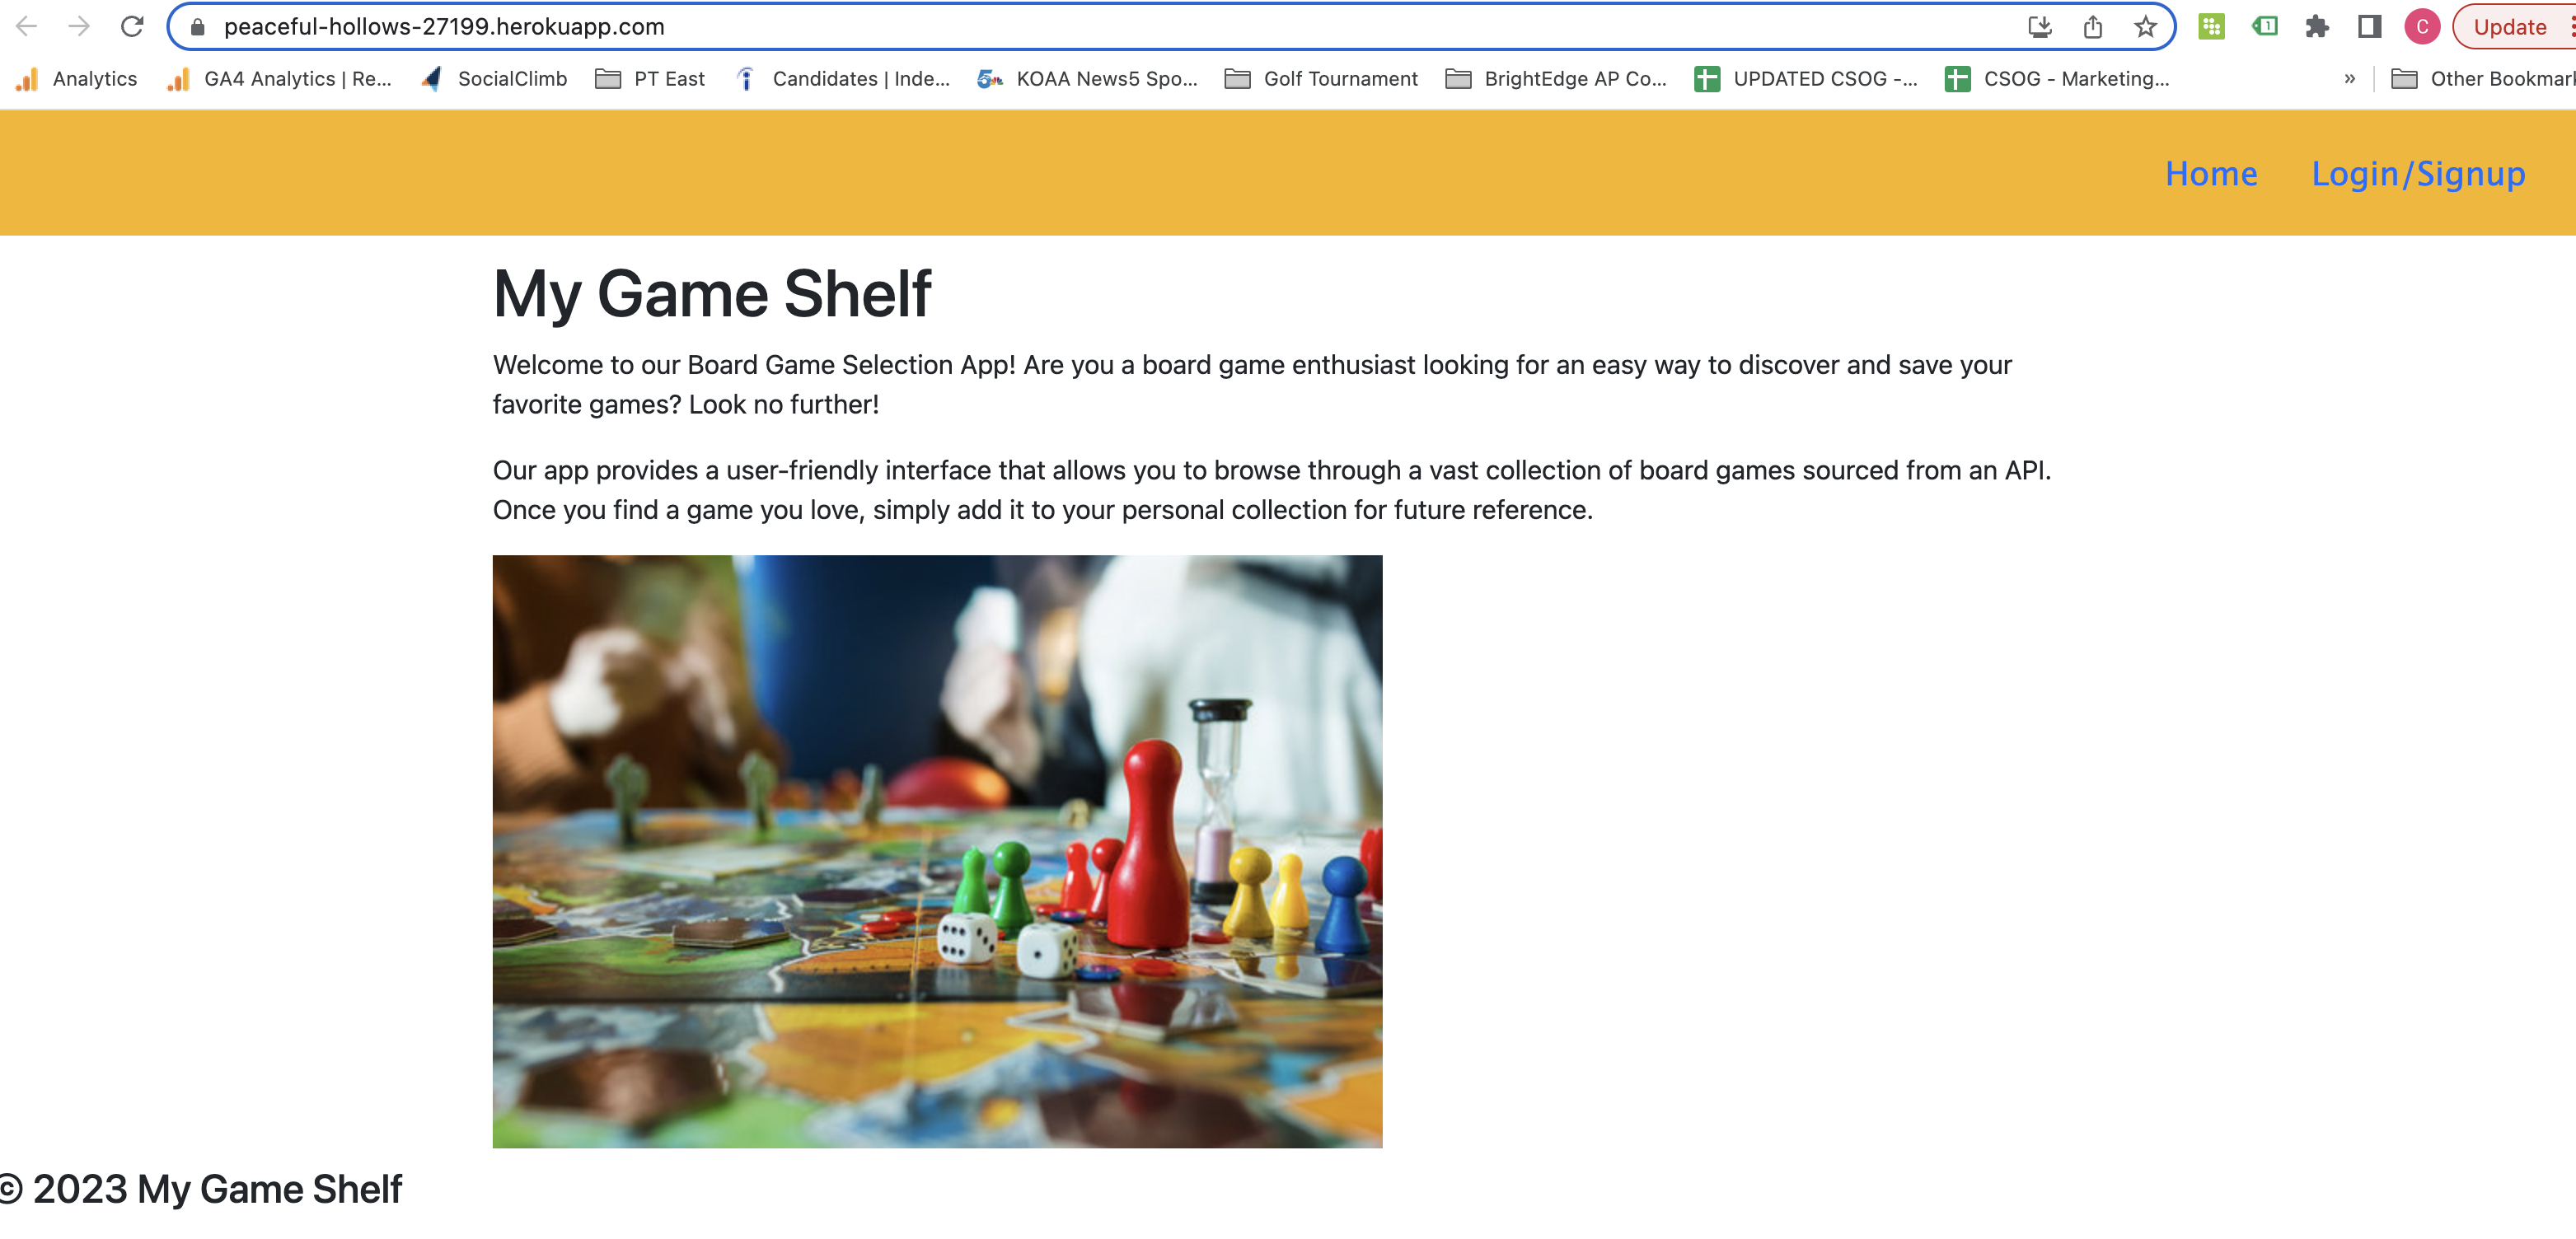 peaceful-hollows-27199.herokuapp.com
1
C
Update
Analytics
GA4 Analytics | Re...
SocialClimb
PT East
Candidates | Inde...
5
KOAA News5 Spo...
Golf Tournament
BrightEdge AP Co...
UPDATED CSOG -...
CSOG - Marketing...
»
Other Bookmark
Home
Login/Signup
My Game Shelf
Welcome to our Board Game Selection App! Are you a board game enthusiast looking for an easy way to discover and save your
favorite games? Look no further!
Our app provides a user-friendly interface that allows you to browse through a vast collection of board games sourced from an API.
Once you find a game you love, simply add it to your personal collection for future reference.
© 2023 My Game Shelf